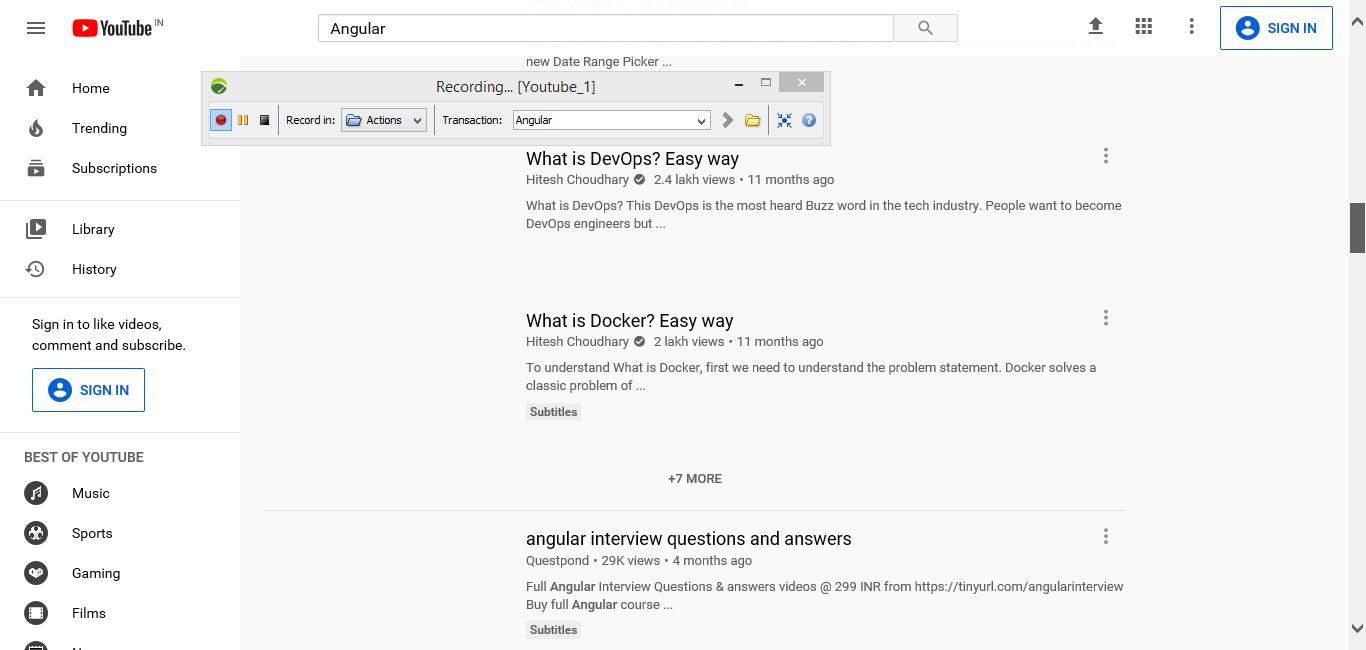 YouTube IN
Angular
SIGN IN
Home
Trending
Subscriptions
Library
History
Sign in to like videos,
comment and subscribe.
SIGN IN
BEST OF YOUTUBE
Music
Sports
Gaming
Films
new Date Range Picker ...
Recording... [Youtube_1]
Record in: Actions Transaction: Angular
What is DevOps? Easy way
Hitesh Choudhary 2.4 lakh views • 11 months ago
What is DevOps? This DevOps is the most heard Buzz word in the tech industry. People want to become
DevOps engineers but ...
What is Docker? Easy way
Hitesh Choudhary 2 lakh views • 11 months ago
To understand What is Docker, first we need to understand the problem statement. Docker solves a
classic problem of ...
Subtitles
+7 MORE
angular interview questions and answers
Questpond • 29K views • 4 months ago
Full Angular Interview Questions & answers videos @ 299 INR from https://tinyurl.com/angularinterview
Buy full Angular course ...
Subtitles